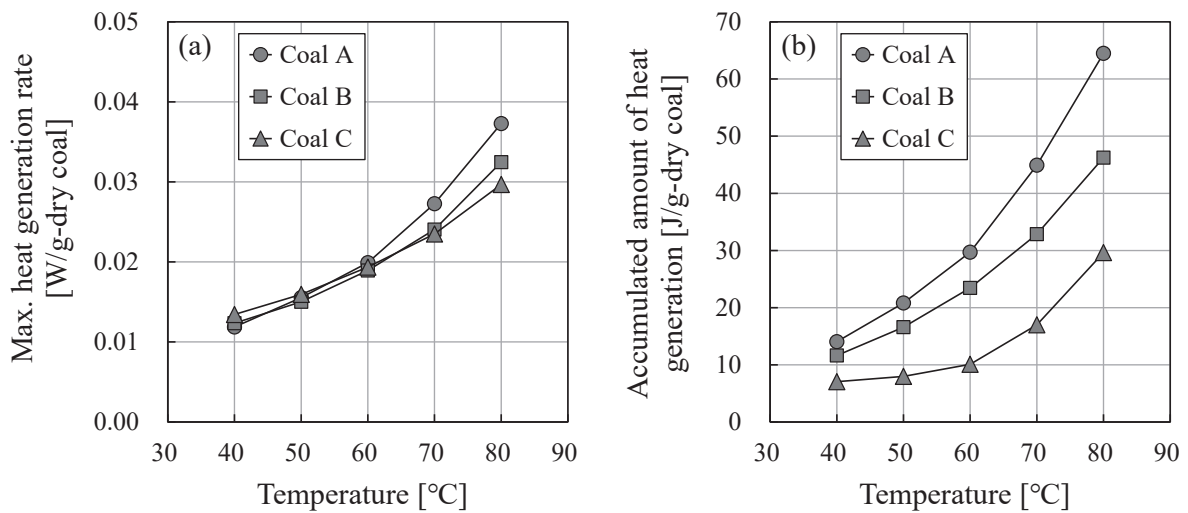 (a)
Coal A
Coal B
Coal C
Max. heat generation rate
[W/g-dry coal]
0.05
0.04
0.03
0.02
0.01
0.00
30 40 50 60 70 80 90
Temperature [℃]
(b)
Coal A
Coal B
Coal C
Accumulated amount of heat
generation [J/g-dry coal]
70
60
50
40
30
20
10
0
30 40 50 60 70 80 90
Temperature [℃]